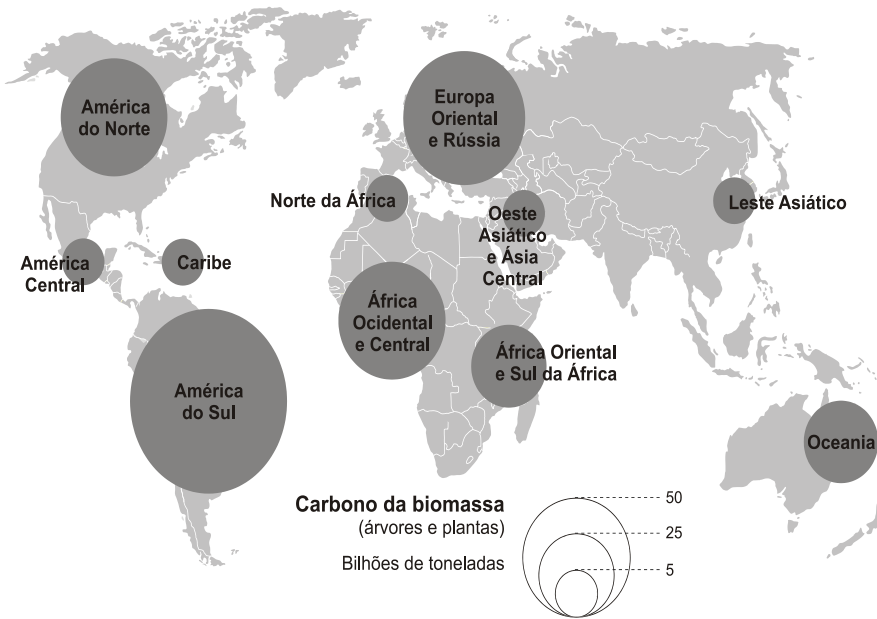 América
do Norte
Europa
Oriental
e Rússia
Norte da África
Oeste
Asiático
e Ásia
Central
Leste Asiático
América
Central
Caribe
África
Ocidental
e Central
África Oriental
e Sul da África
América
do Sul
Oceania
Carbono da biomassa
(árvores e plantas)
Bilhões de toneladas
50
25
5